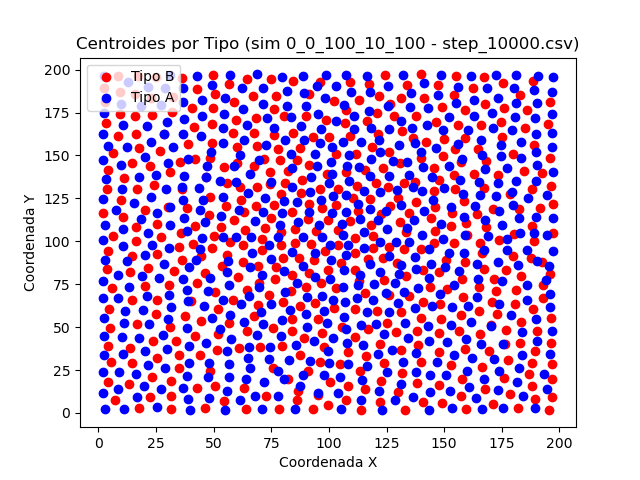 Centroides por Tipo (sim 0_0_100_10_100 - step_10000.csv)
Tipo B
Tipo A
200
175
150
125
100
75
50
25
0
Coordenada Y
0 25 50 75 100 125 150 175 200
Coordenada X